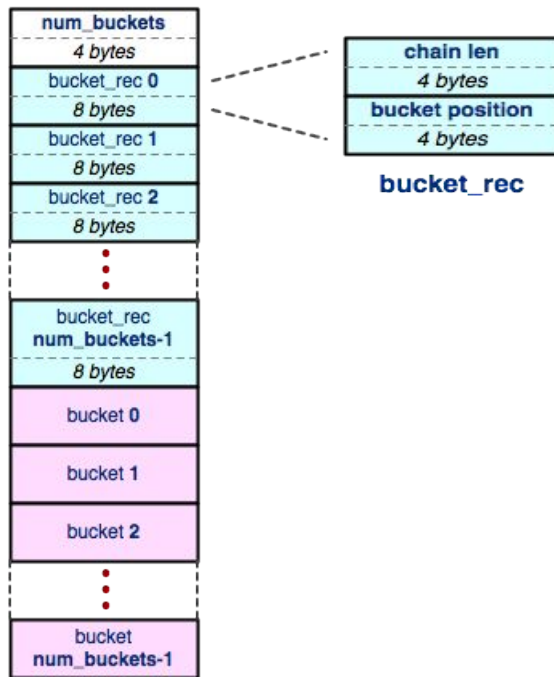 num_buckets
4 bytes
bucket_rec 0
8 bytes
bucket_rec 1
8 bytes
bucket_rec 2
8 bytes
bucket_rec
num_buckets-1
8 bytes
bucket 0
bucket 1
bucket 2
bucket
num_buckets-1
chain len
4 bytes
bucket position
4 bytes
bucket_rec